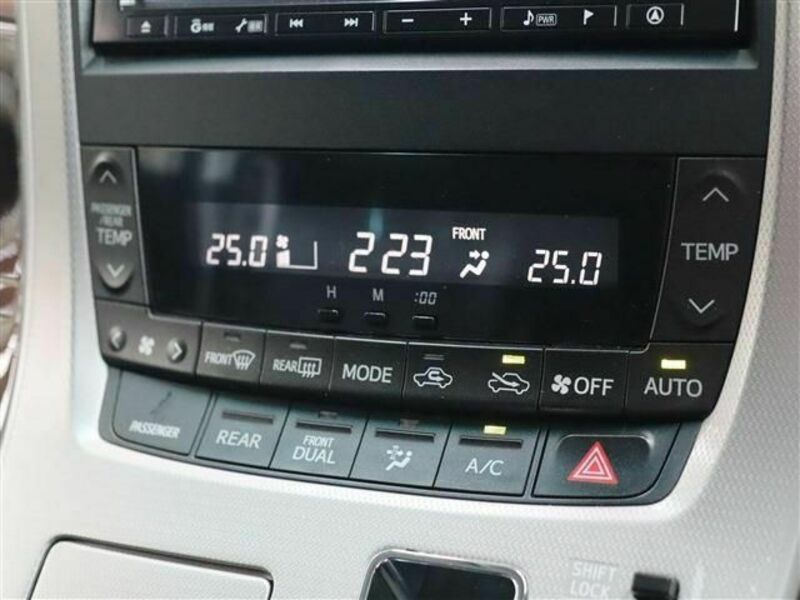 − +
PWR
PASSENGER
/REAR
TEMP
25.0 223 FRONT 25.0
TEMP
H M :00
FRONT REAR MODE OFF AUTO
PASSENGER REAR FRONT
DUAL A/C
SHIFT
LOCK